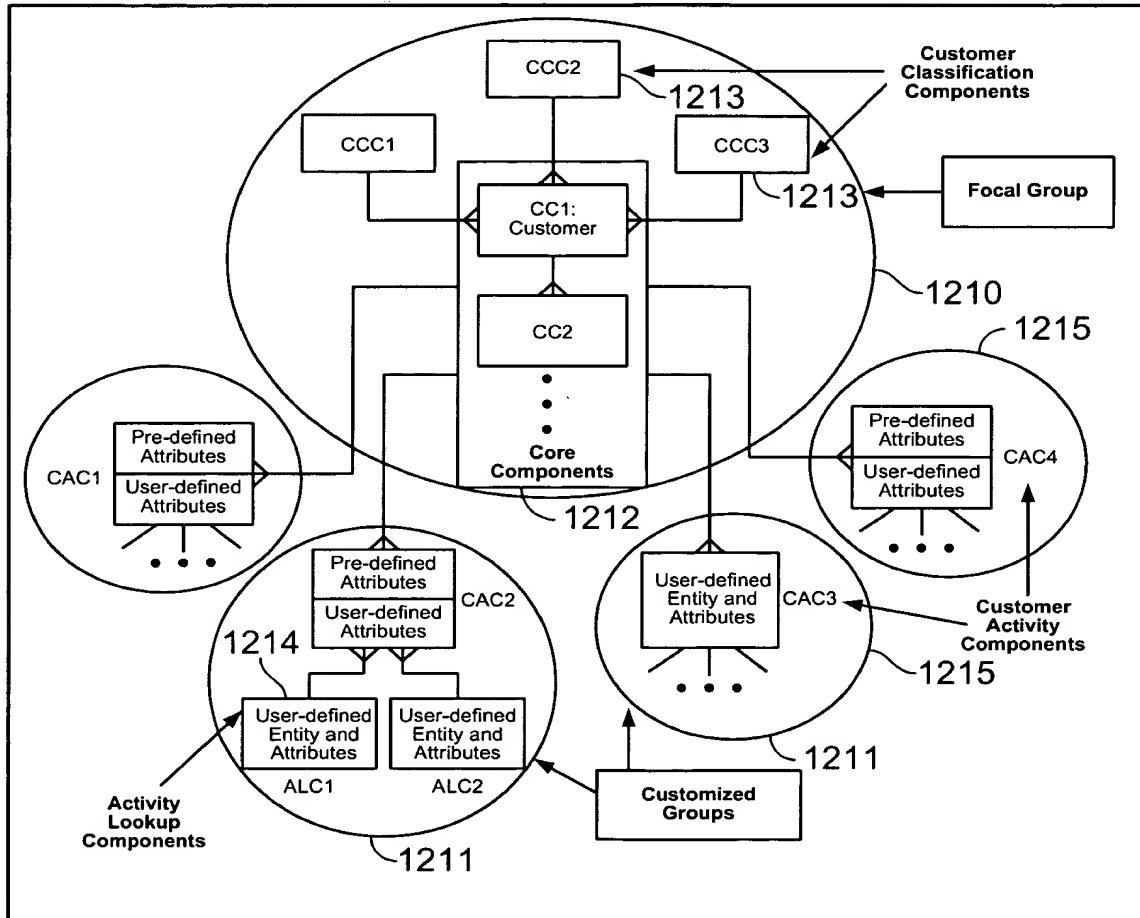 CCC2
1213
Customer
Classification
Components
CCC1
CCC3
1213
Focal Group
CC1:
Customer
1210
CC2
1215
Core
Components
1212
Pre-defined
Attributes
User-defined
Attributes
CAC1
Pre-defined
Attributes
User-defined
Attributes
CAC4
Pre-defined
Attributes
User-defined
Attributes
CAC2
User-defined
Entity and
Attributes
CAC3
Customer
Activity
Components
1214
1215
User-defined
Entity and
Attributes
User-defined
Entity and
Attributes
ALC1
ALC2
1211
Customized
Groups
Activity
Lookup
Components
1211